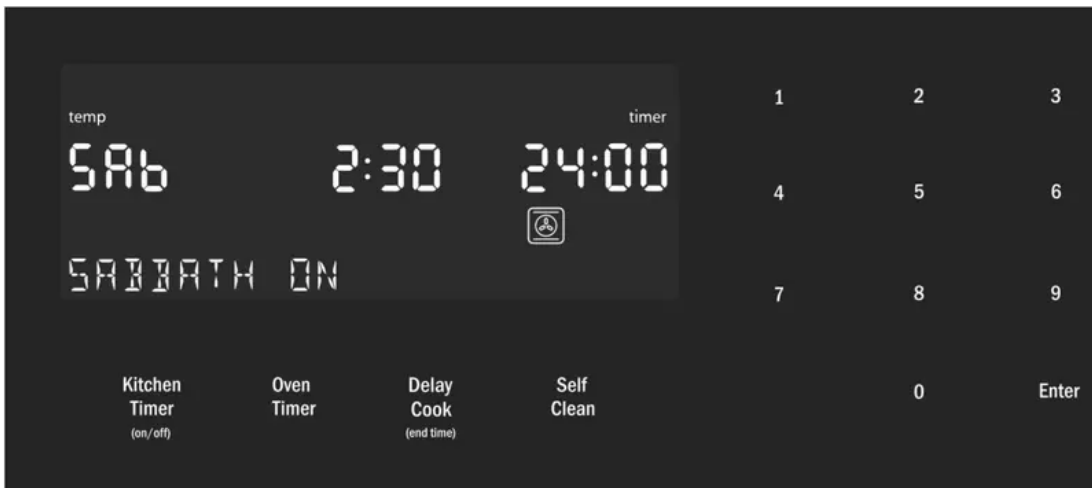 temp timer
SAb 2:30 24:00
SABBATH ON
1 2 3
4 5 6
7 8 9
0 Enter
Kitchen
Timer
(on/off)
Oven
Timer
Delay
Cook
(end time)
Self
Clean